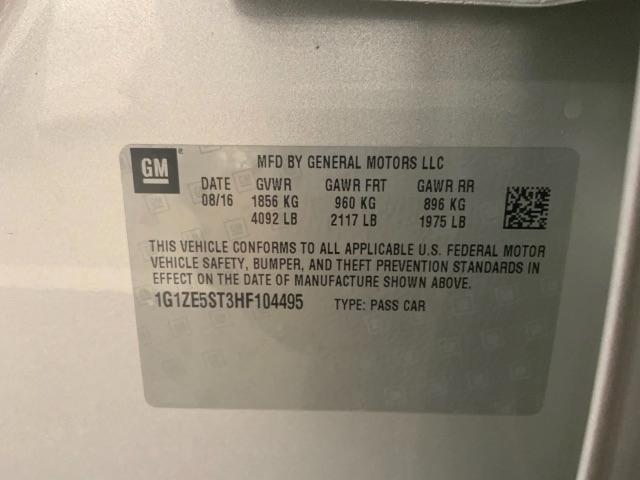 GM
MFD BY GENERAL MOTORS LLC
DATE GVWR GAWR FRT GAWR RR
08/16 1856 KG 960 KG 896 KG
4092 LB 2117 LB 1975 LB
THIS VEHICLE CONFORMS TO ALL APPLICABLE U.S. FEDERAL MOTOR
VEHICLE SAFETY, BUMPER, AND THEFT PREVENTION STANDARDS IN
EFFECT ON THE DATE OF MANUFACTURE SHOWN ABOVE.
1G1ZE5ST3HF104495 TYPE: PASS CAR